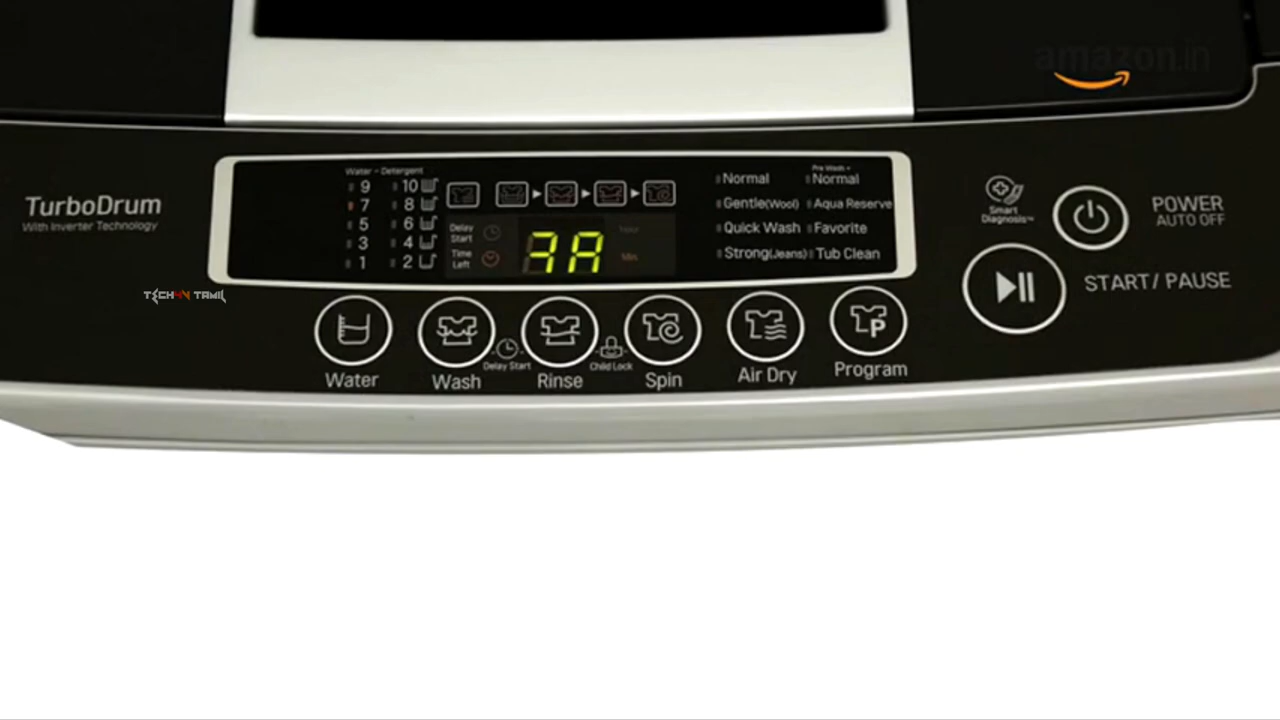 amazon.in
Water - Detergent
9 10
7 8
5 6
3 4
1 2
Delay
Start
Time
Left
Hour
Min.
Pre Wash +
Normal Normal
Gentle(Wool) Aqua Reserve
Quick Wash Favorite
Strong(Jeans) Tub Clean
TurboDrum
With Inverter Technology
TECH4N TAMIL
Smart
Diagnosis™
POWER
AUTO OFF
START/ PAUSE
Delay Start
Child Lock
Water
Wash
Rinse
Spin
Air Dry
P
Program